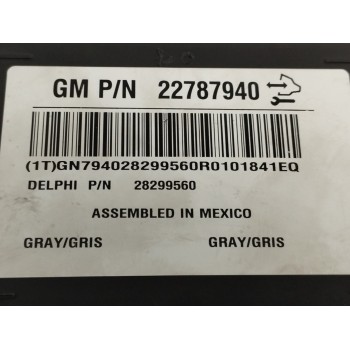 GM P/N 22787940
(1T)GN794028299560R0101841EQ
DELPHI P/N 28299560
ASSEMBLED IN MEXICO
GRAY/GRIS GRAY/GRIS